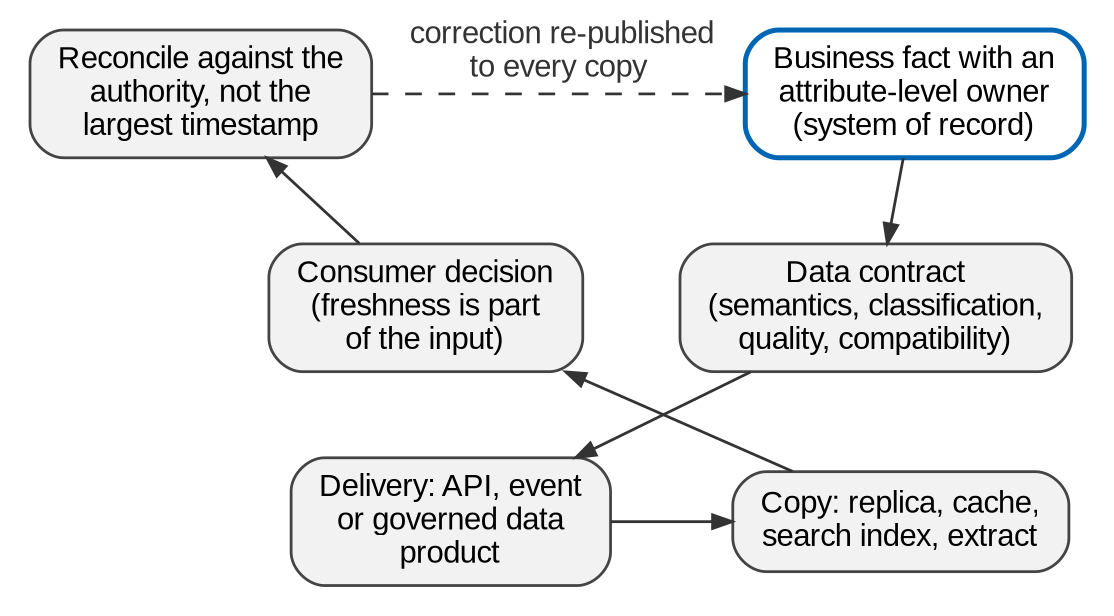 Reconcile against the
authority, not the
largest timestamp
correction re-published
to every copy
Business fact with an
attribute-level owner
(system of record)
Consumer decision
(freshness is part
of the input)
Data contract
(semantics, classification,
quality, compatibility)
Delivery: API, event
or governed data
product
Copy: replica, cache,
search index, extract